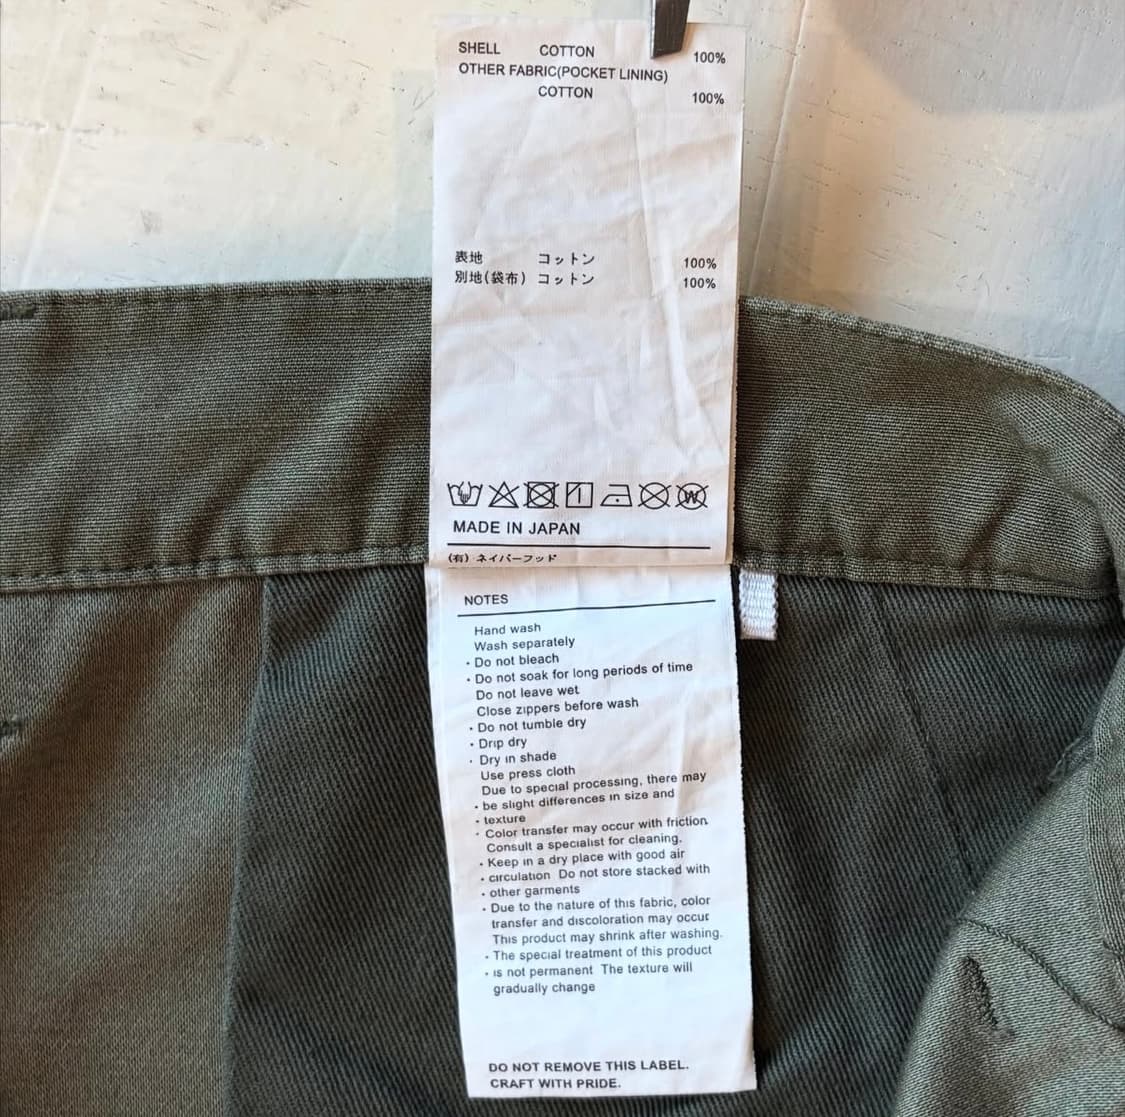 SHELL COTTON 100%
OTHER FABRIC(POCKET LINING)
COTTON 100%
表地 コットン 100%
別地(袋布) コットン 100%
MADE IN JAPAN
(有) ネイバーフッド
NOTES
Hand wash
Wash separately
・Do not bleach
・Do not soak for long periods of time
Do not leave wet
Close zippers before wash
・Do not tumble dry
・Drip dry
・Dry in shade
Use press cloth
Due to special processing, there may
・be slight differences in size and
・texture
・Color transfer may occur with friction
Consult a specialist for cleaning.
・Keep in a dry place with good air
・circulation Do not store stacked with
・other garments
・Due to the nature of this fabric, color
transfer and discoloration may occur
This product may shrink after washing.
・The special treatment of this product
・is not permanent The texture will
gradually change
DO NOT REMOVE THIS LABEL.
CRAFT WITH PRIDE.